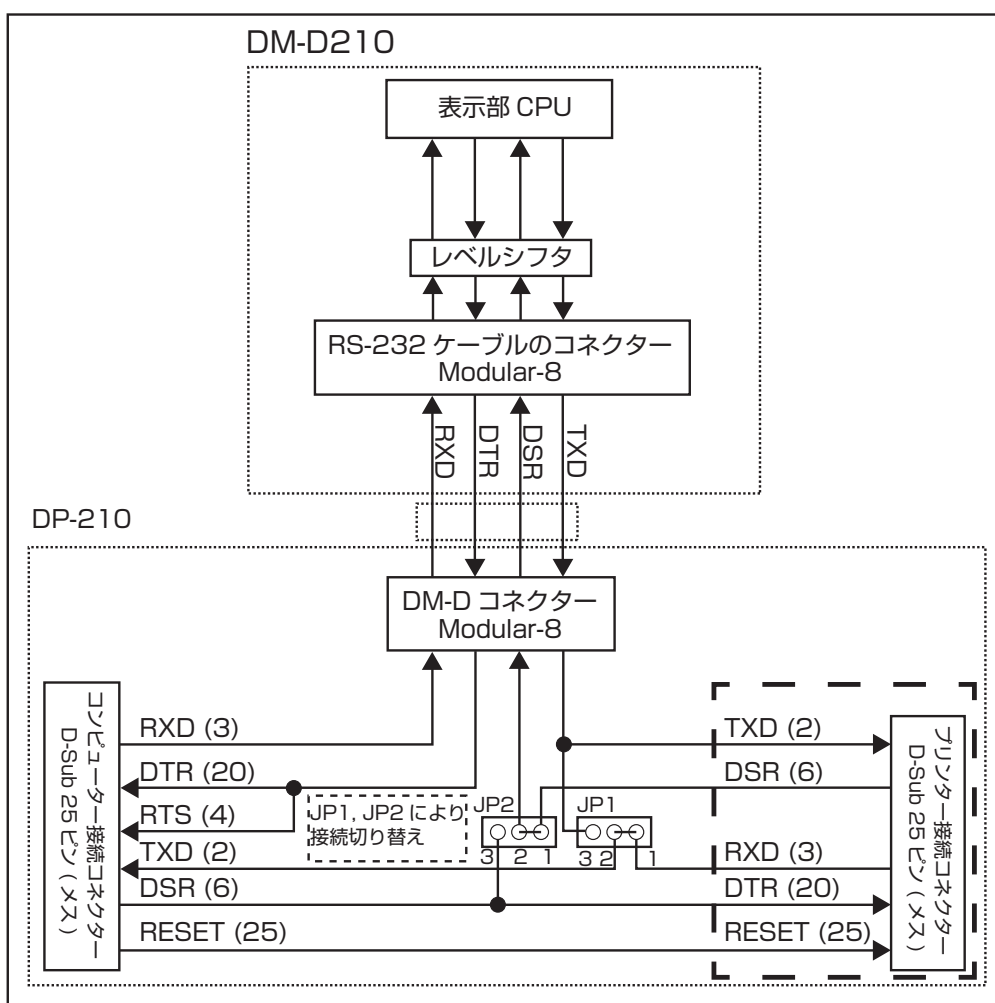 DM-D210
表示部 CPU
レベルシフタ
RS-232 ケーブルのコネクター
Modular-8
RXD
DTR
DSR
TXD
DP-210
DM-D コネクター
Modular-8
コンピューター接続コネクター
D-Sub 25 ピン ( メス )
RXD (3)
DTR (20)
RTS (4)
TXD (2)
DSR (6)
RESET (25)
JP1, JP2 により
接続切り替え
JP2
3 2 1
JP1
3 2 1
TXD (2)
DSR (6)
RXD (3)
DTR (20)
RESET (25)
プリンター接続コネクター
D-Sub 25 ピン ( メス )